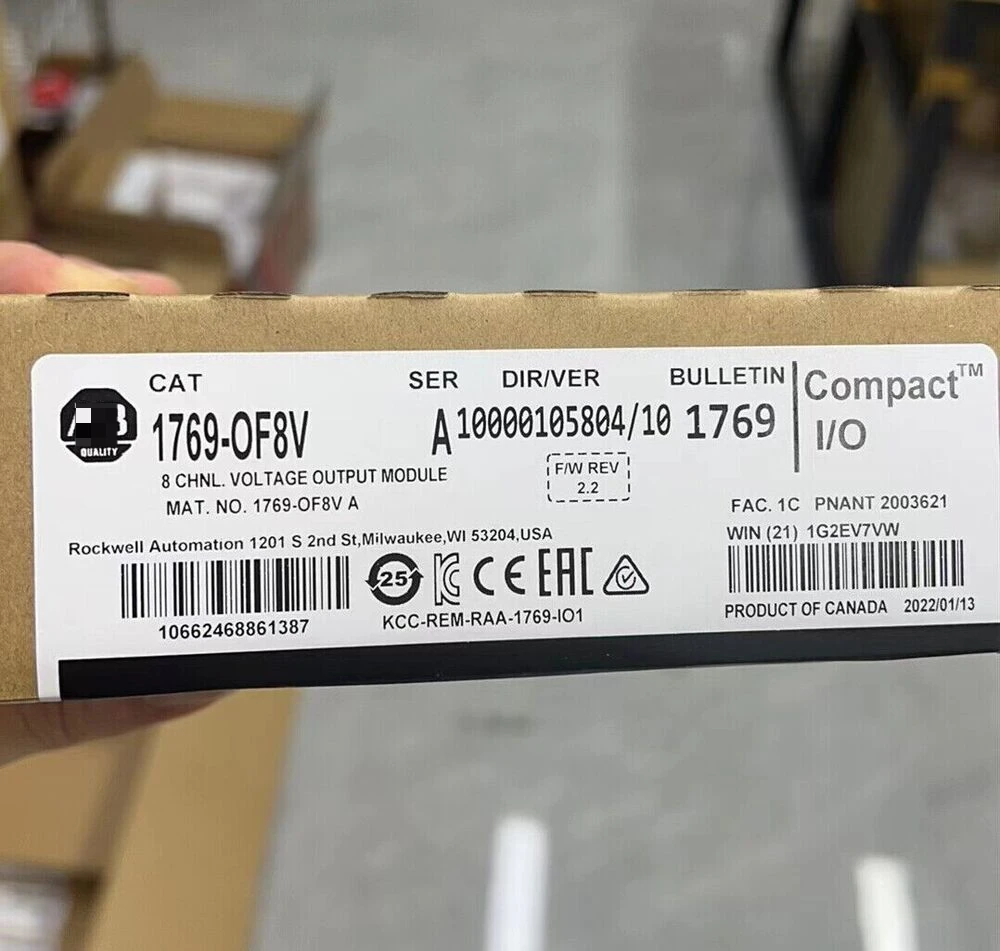 CAT SER DIR/VER BULLETIN
1769-OF8V A 10000105804/10 1769
Compact™
I/O
8 CHNL. VOLTAGE OUTPUT MODULE
MAT. NO. 1769-OF8V A
F/W REV
2.2
QUALITY
FAC. 1C PNANT 2003621
WIN (21) 1G2EV7VW
Rockwell Automation 1201 S 2nd St,Milwaukee,WI 53204,USA
25 CE EAC
10662468861387
KCC-REM-RAA-1769-IO1
PRODUCT OF CANADA 2022/01/13